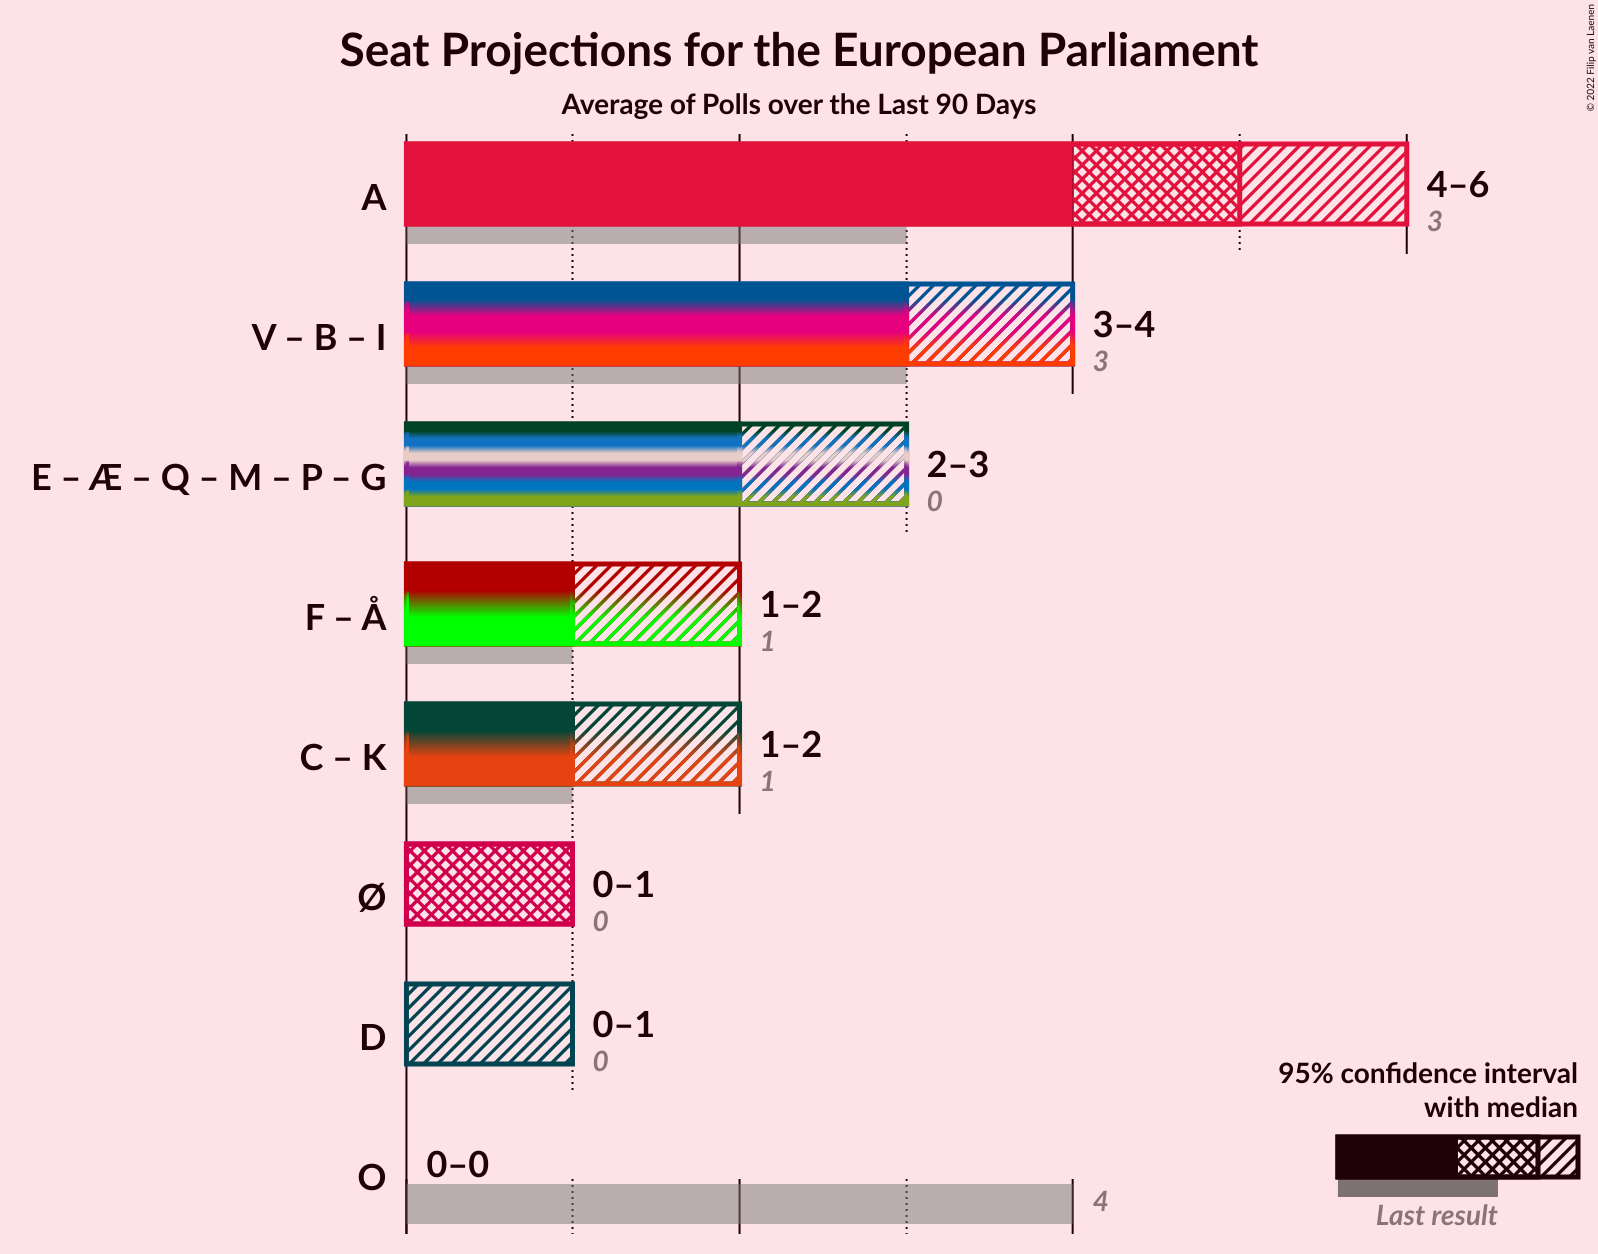 Seat Projections for the European Parliament
Average of Polls over the Last 90 Days
© 2022 Filip van Laenen
A
4–6
3
V – B – I
3–4
3
E – Æ – Q – M – P – G
2–3
0
F – Å
1–2
1
C – K
1–2
1
Ø
0–1
0
D
0–1
0
O
0–0
4
95% confidence interval
with median
Last result